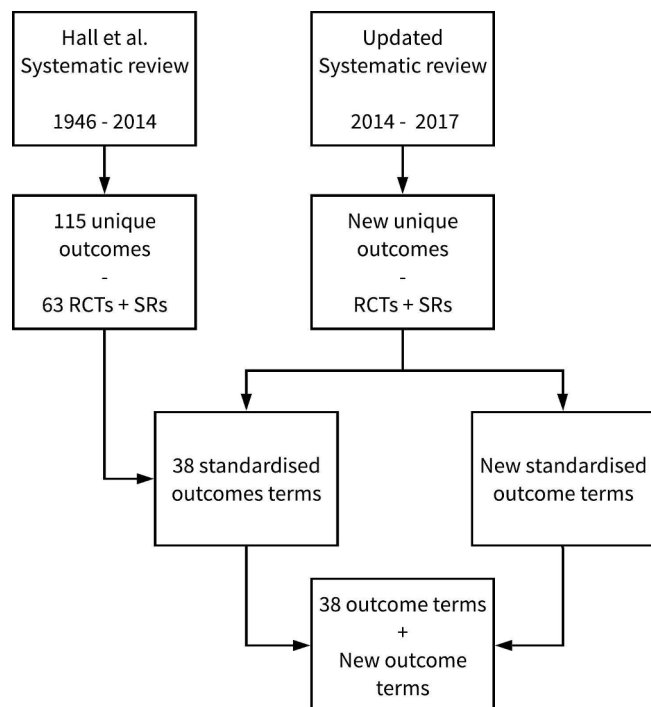 Hall et al.
Systematic review
1946 - 2014
Updated
Systematic review
2014 - 2017
115 unique
outcomes
-
63 RCTs + SRs
New unique
outcomes
-
RCTs + SRs
38 standardised
outcomes terms
New standardised
outcome terms
38 outcome terms
+
New outcome
terms